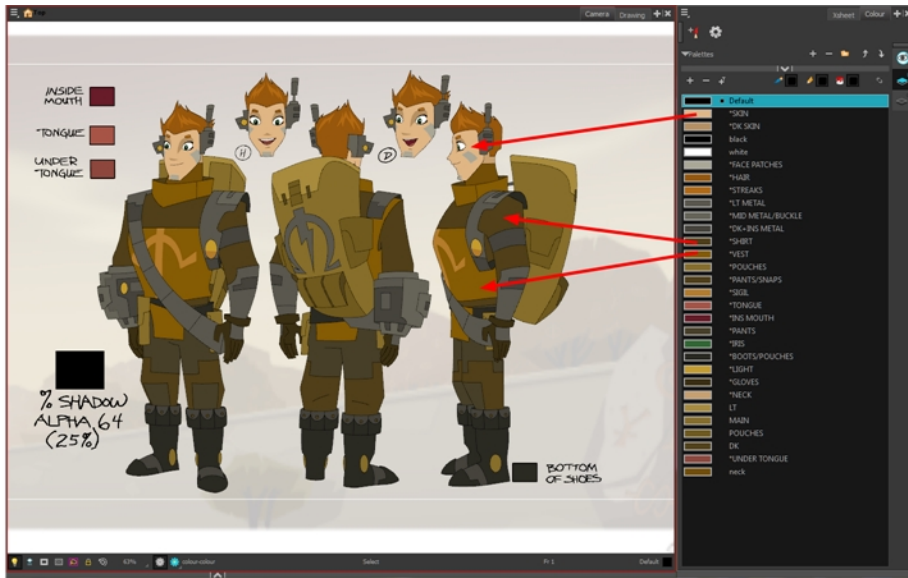 Top
Camera
Drawing
Xsheet
Colour
Palettes
INSIDE
MOUTH
TONGUE
UNDER
TONGUE
H
D
% SHADOW
ALPHA 64
(25%)
BOTTOM
OF SHOES
Default
*SKIN
*DK SKIN
black
white
*FACE PATCHES
*HAIR
*STREAKS
*LT METAL
*MID METAL/BUCKLE
*DK+INS METAL
*SHIRT
*VEST
*POUCHES
*PANTS/SNAPS
*SIGIL
*TONGUE
*INS MOUTH
*PANTS
*IRIS
*BOOTS/POUCHES
*LIGHT
*GLOVES
*NECK
LT
MAIN
POUCHES
DK
*UNDER TONGUE
neck
63%
colour-colour
Select
Fr 1
Default